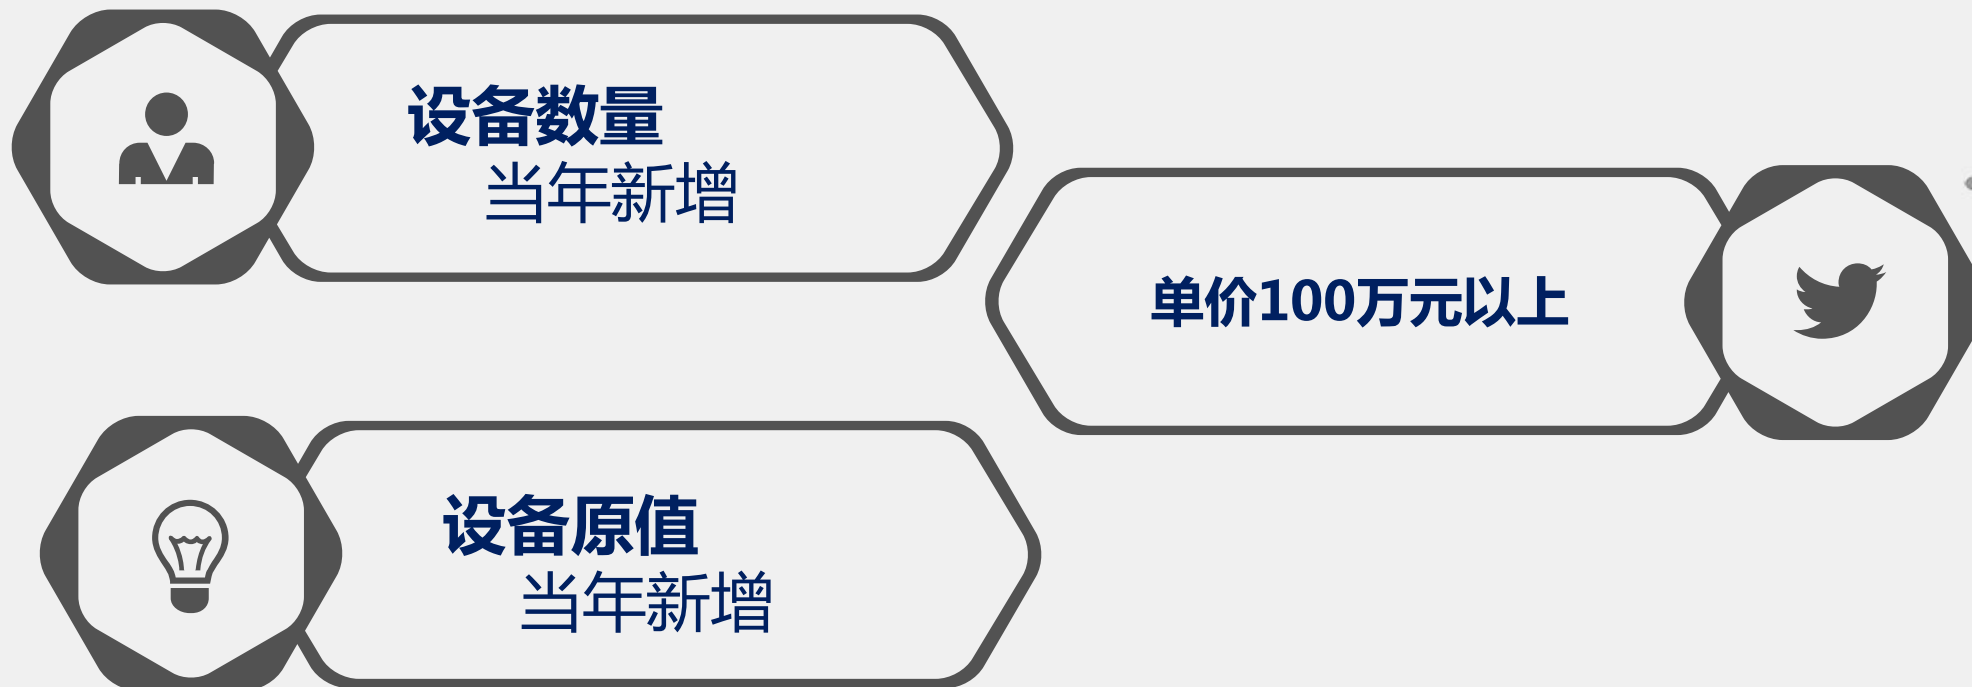 设备数量
当年新增
单价100万元以上
设备原值
当年新增